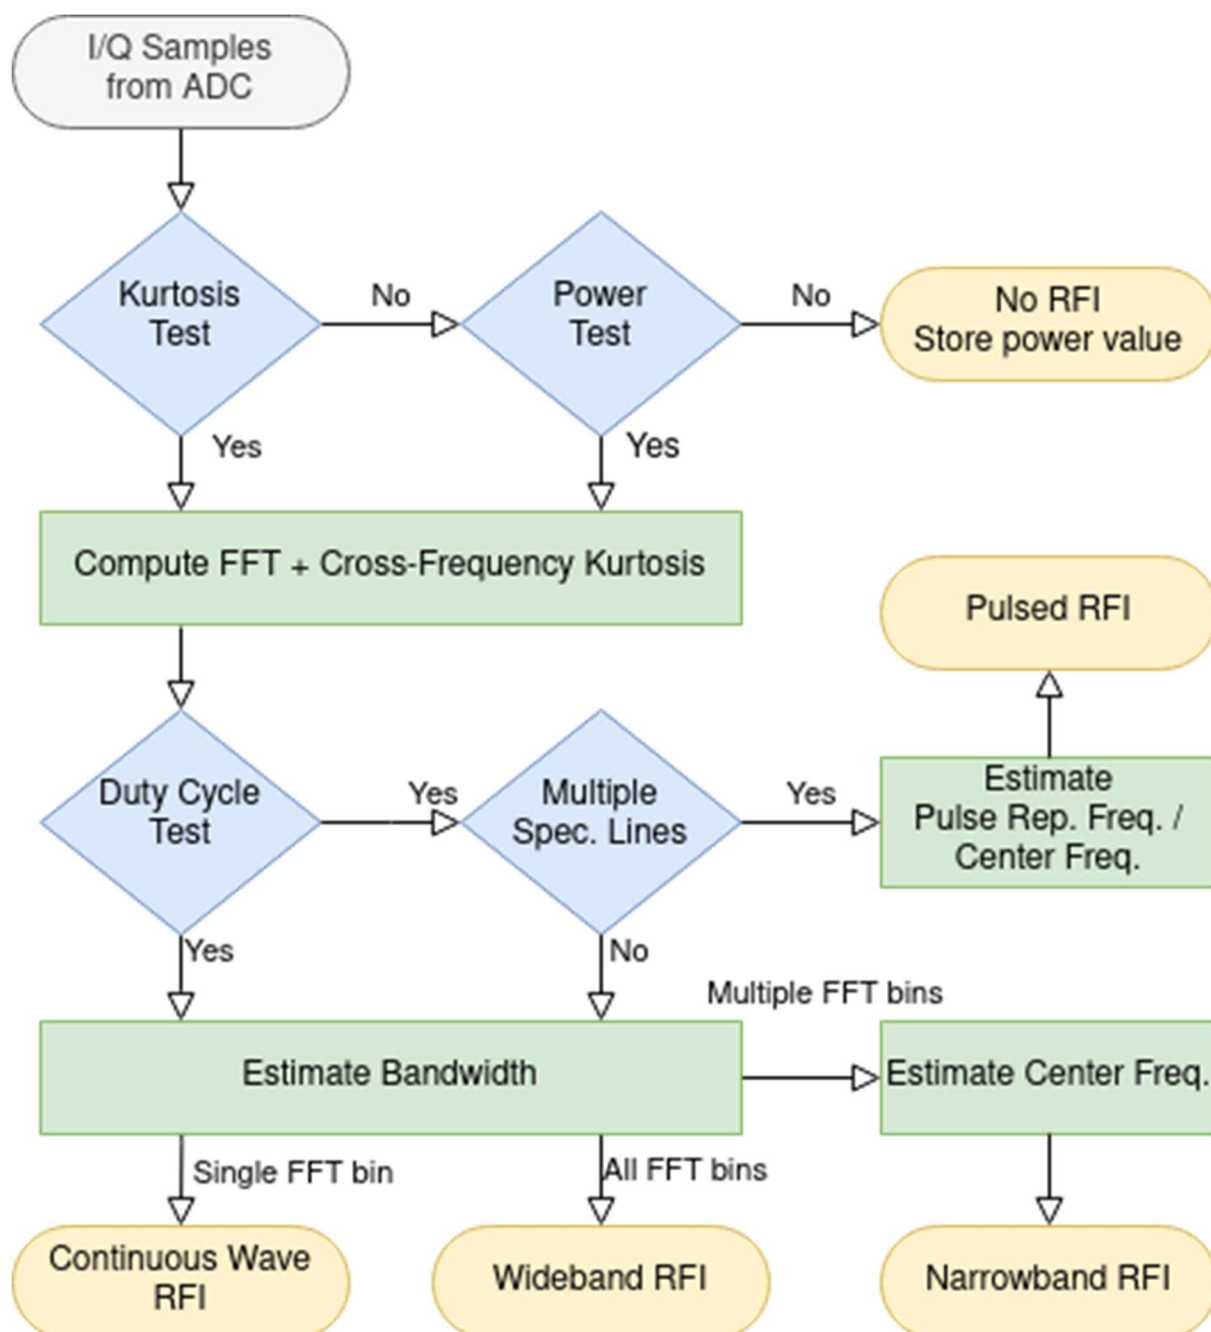 I/Q Samples
from ADC
Kurtosis
Test
No
Power
Test
No
No RFI
Store power value
Yes
Yes
Compute FFT + Cross-Frequency Kurtosis
Pulsed RFI
Duty Cycle
Test
Yes
Multiple
Spec. Lines
Yes
Estimate
Pulse Rep. Freq. /
Center Freq.
Yes
No
Multiple FFT bins
Estimate Bandwidth
Estimate Center Freq.
Single FFT bin
All FFT bins
Continuous Wave
RFI
Wideband RFI
Narrowband RFI